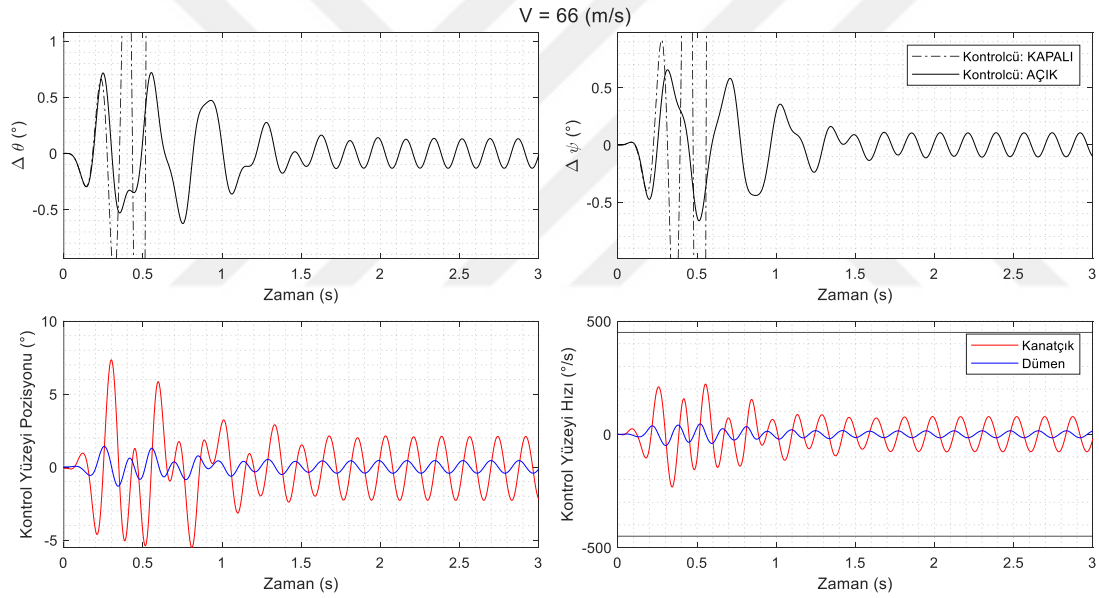 V = 66 (m/s)
1
0.5
0
-0.5
Δ θ (°)
0 0.5 1 1.5 2 2.5 3
Zaman (s)
0.5
0
-0.5
Δ ψ (°)
Kontrolcü: KAPALI
Kontrolcü: AÇIK
0 0.5 1 1.5 2 2.5 3
Zaman (s)
10
5
0
-5
Kontrol Yüzeyi Pozisyonu (°)
0 0.5 1 1.5 2 2.5 3
Zaman (s)
500
0
-500
Kontrol Yüzeyi Hızı (°/s)
Kanatçık
Dümen
0 0.5 1 1.5 2 2.5 3
Zaman (s)